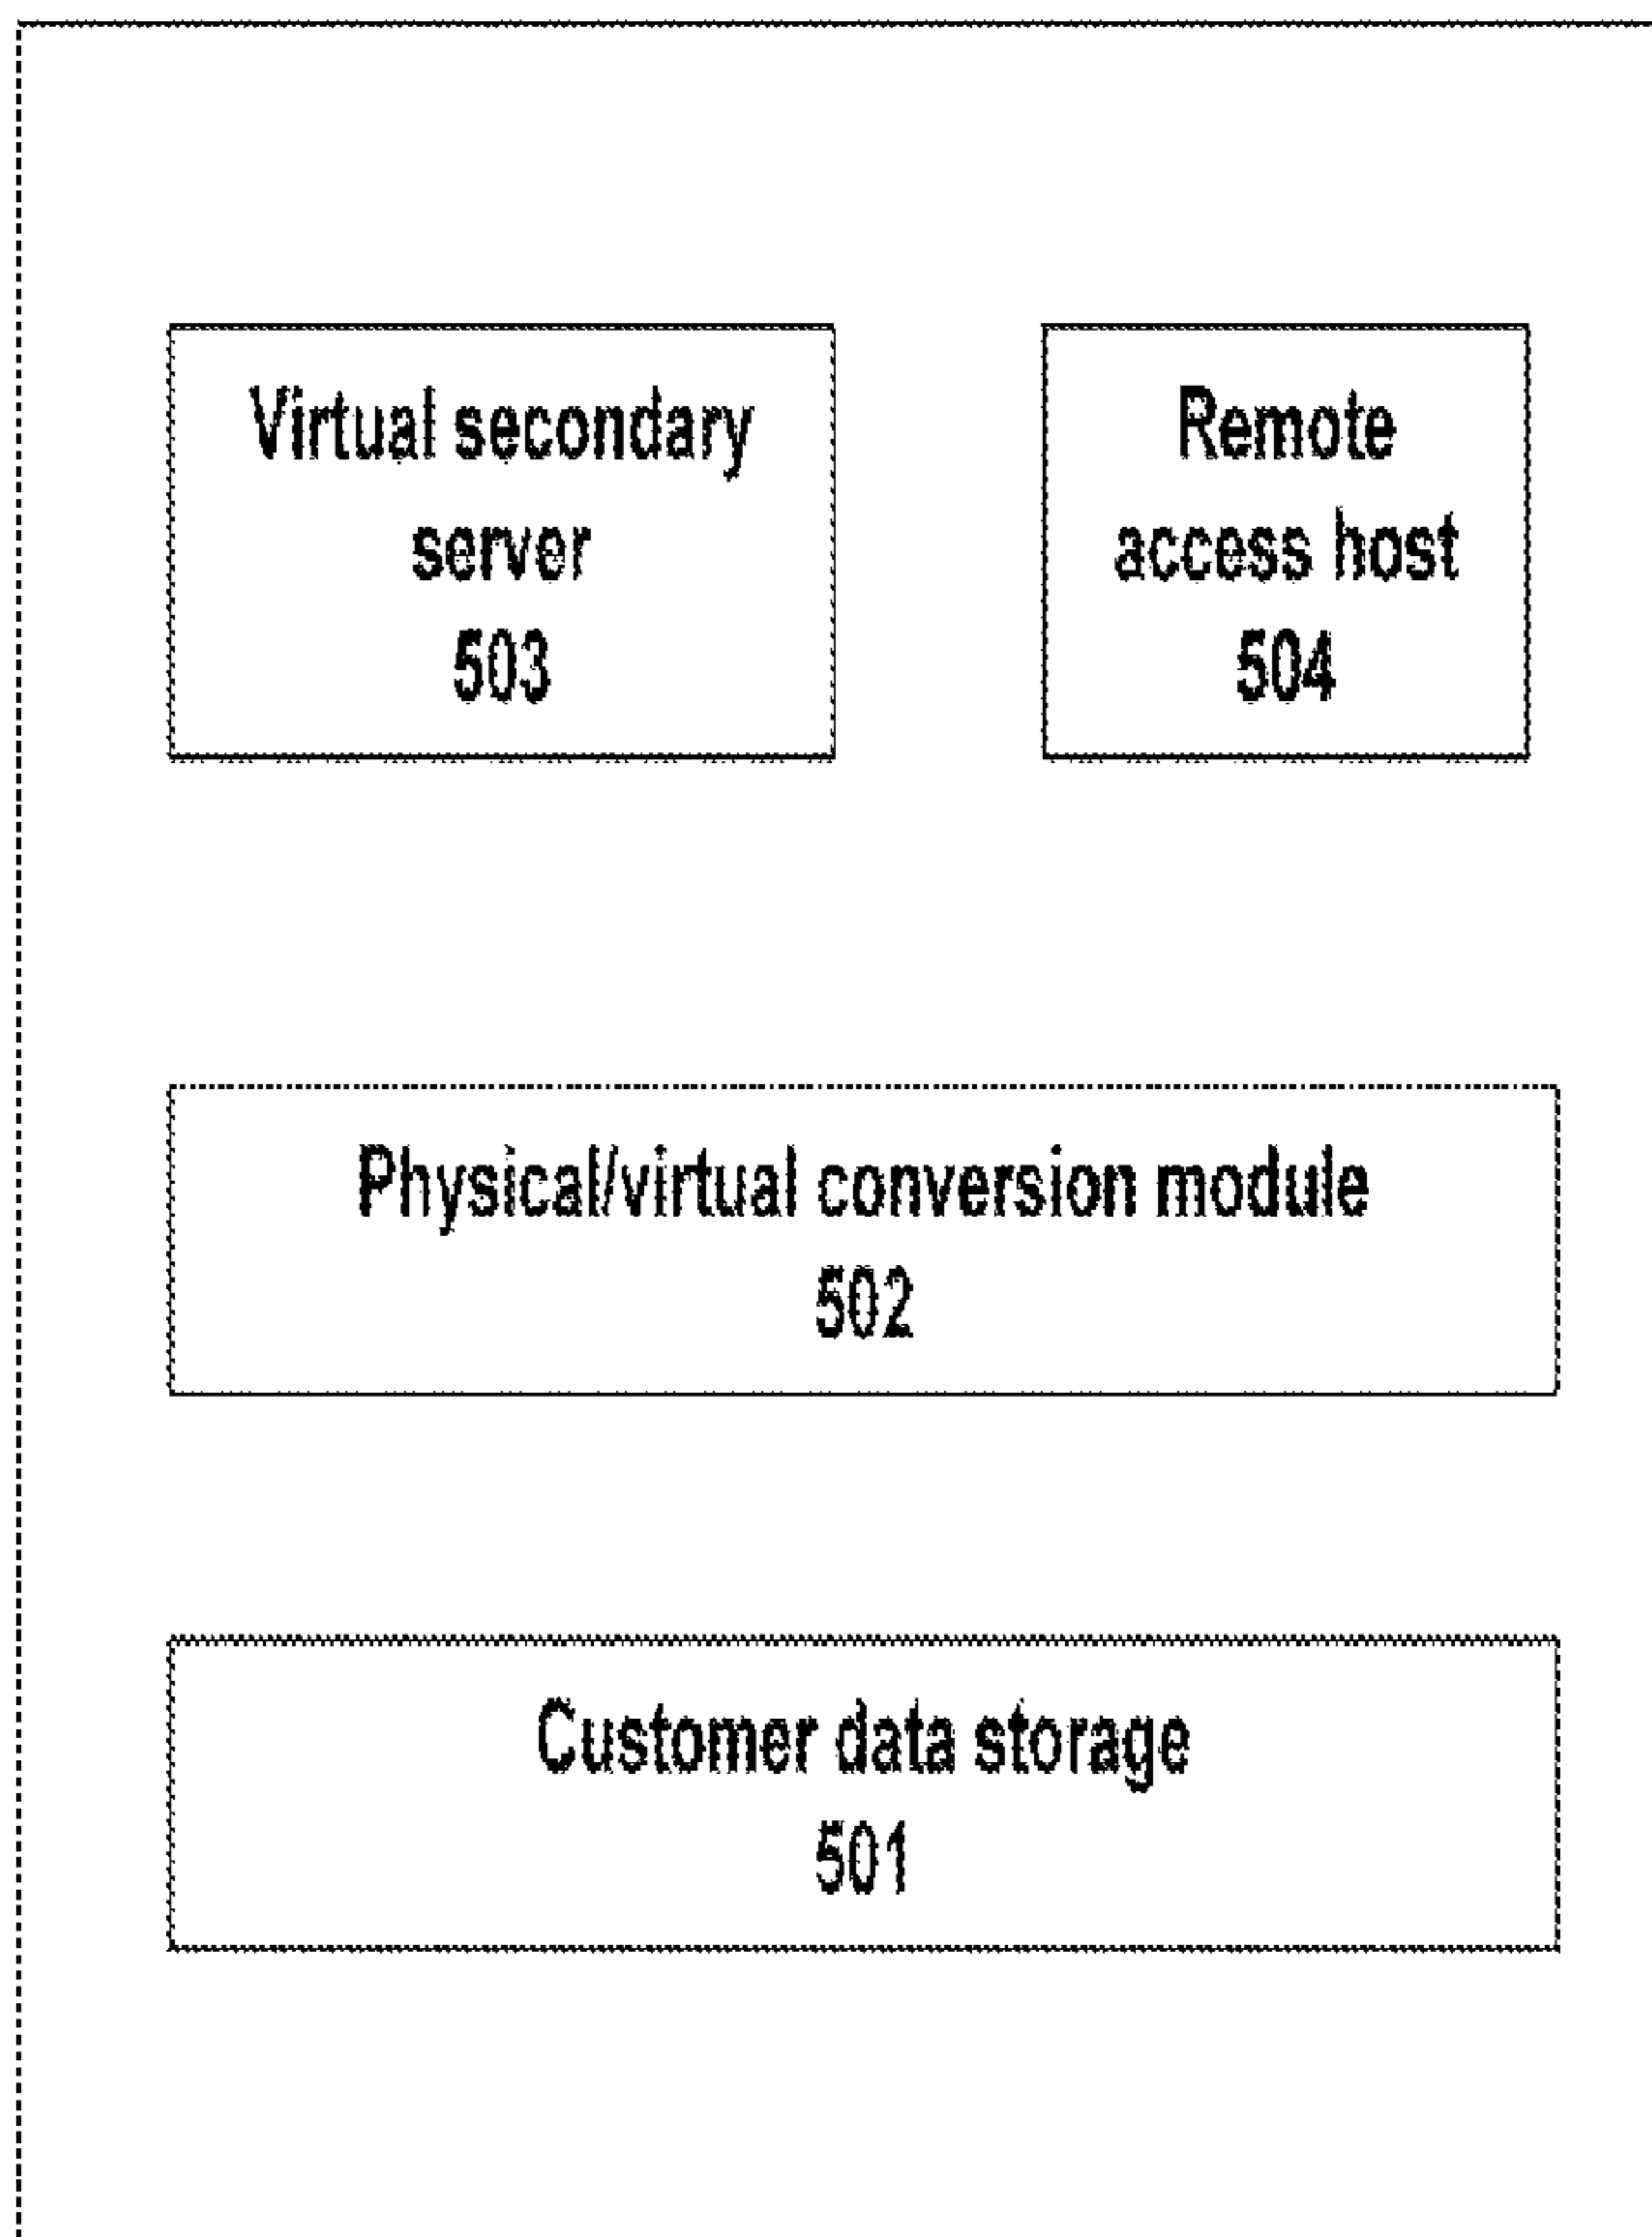 Virtual secondary
server
503
Remote
access host
504
Physical/virtual conversion module
502
Customer data storage
501